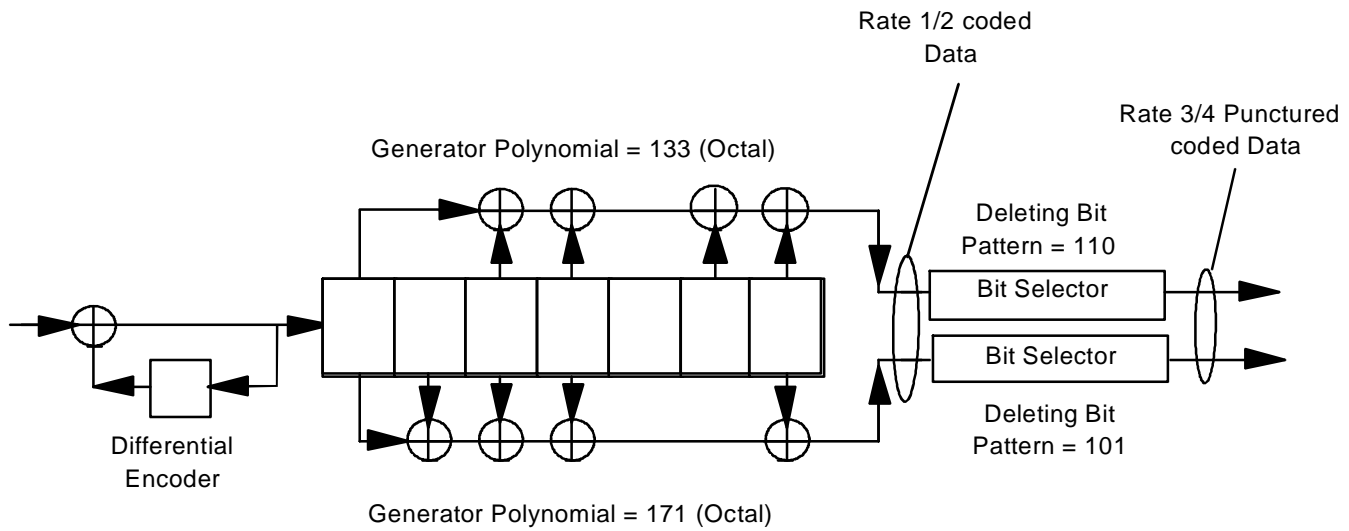 Rate 1/2 coded
Data
Rate 3/4 Punctured
coded Data
Generator Polynomial = 133 (Octal)
Deleting Bit
Pattern = 110
Bit Selector
Bit Selector
Deleting Bit
Pattern = 101
Differential
Encoder
Generator Polynomial = 171 (Octal)